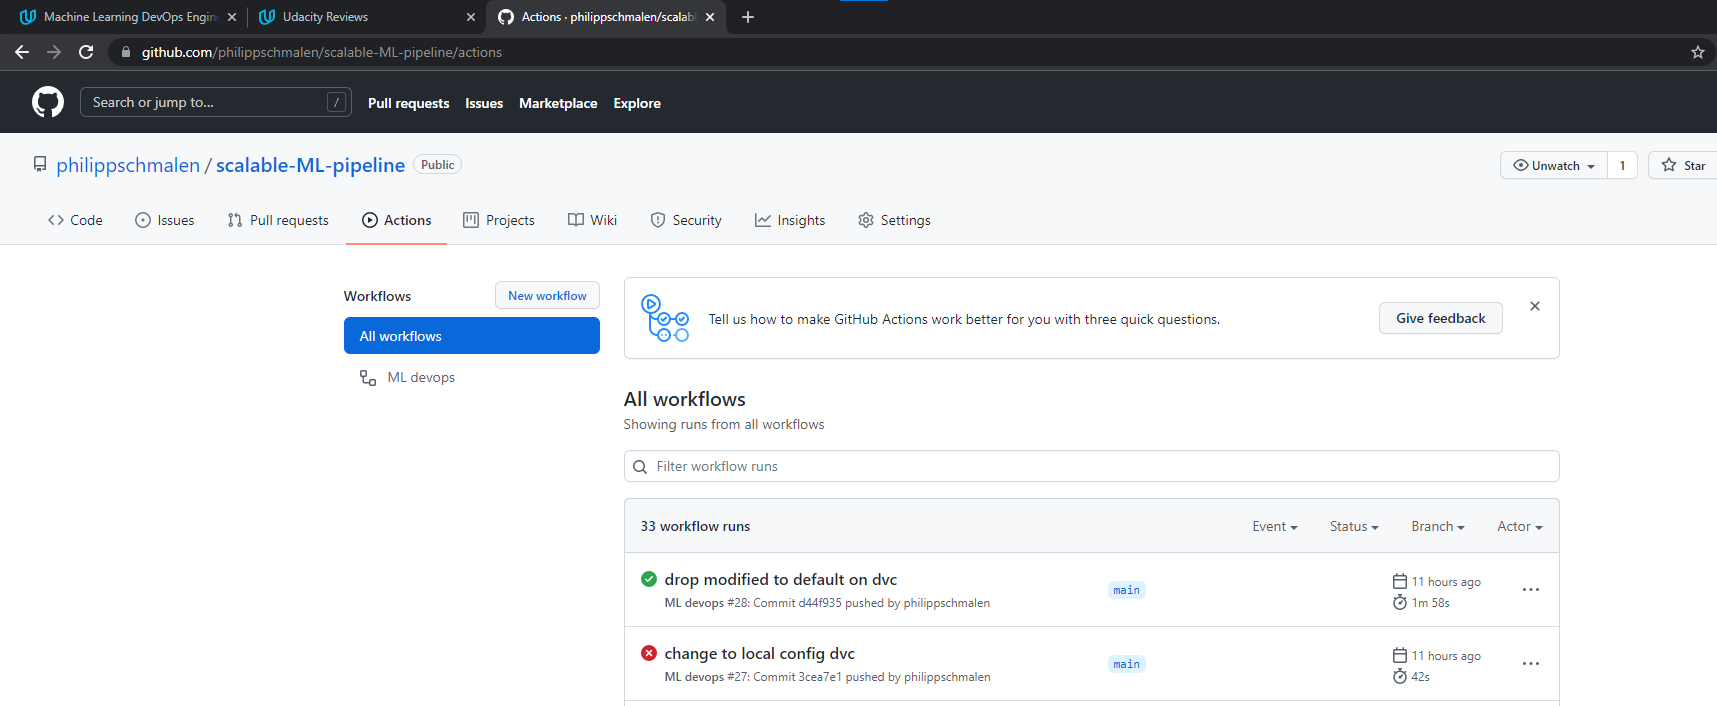 Machine Learning DevOps Engin
Udacity Reviews
Actions · philippschmalen/scalab
github.com/philippschmalen/scalable-ML-pipeline/actions
Search or jump to...
/
Pull requests
Issues
Marketplace
Explore
philippschmalen / scalable-ML-pipeline
Public
Unwatch
1
Star
Code
Issues
Pull requests
Actions
Projects
Wiki
Security
Insights
Settings
Workflows
New workflow
All workflows
ML devops
Tell us how to make GitHub Actions work better for you with three quick questions.
Give feedback
All workflows
Showing runs from all workflows
Filter workflow runs
33 workflow runs
Event
Status
Branch
Actor
drop modified to default on dvc
ML devops #28: Commit d44f935 pushed by philippschmalen
main
11 hours ago
1m 58s
change to local config dvc
ML devops #27: Commit 3cea7e1 pushed by philippschmalen
main
11 hours ago
42s